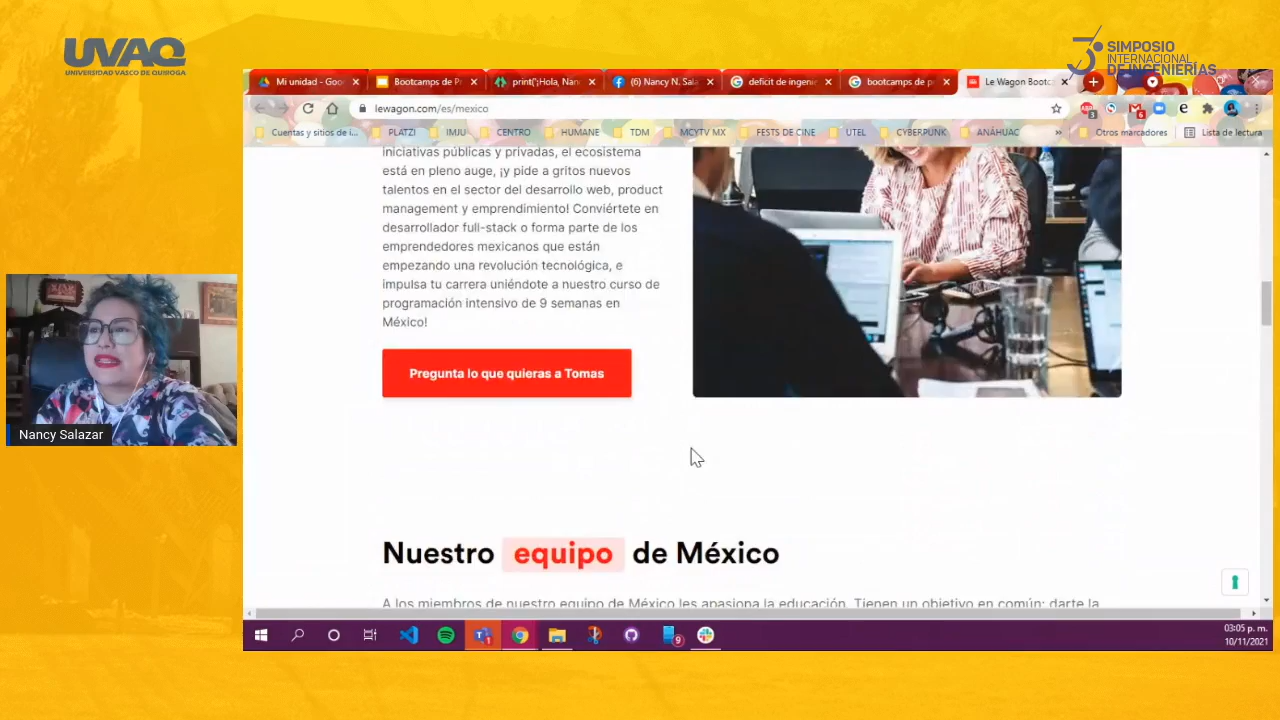 UVAQ
UNIVERSIDAD VASCO DE QUIROGA
3er SIMPOSIO
INTERNACIONAL
DE INGENIERÍAS
Mi unidad - Goo
Bootcamps de Pr
print("¡Hola, Nan
(6) Nancy N. Sala
deficit de ingenie
bootcamps de p
Le Wagon Bootc
lewagon.com/es/mexico
Cuentas y sitios de i...
PLATZI
IMJU
CENTRO
HUMANE
TDM
MCYTV MX
FESTS DE CINE
UTEL
CYBERPUNK
ANÁHUAC
»
Otros marcadores
Lista de lectura
iniciativas públicas y privadas, el ecosistema
está en pleno auge, ¡y pide a gritos nuevos
talentos en el sector del desarrollo web, product
management y emprendimiento! Conviértete en
desarrollador full-stack o forma parte de los
emprendedores mexicanos que están
empezando una revolución tecnológica, e
impulsa tu carrera uniéndote a nuestro curso de
programación intensivo de 9 semanas en
México!
Pregunta lo que quieras a Tomas
Nancy Salazar
Nuestro equipo de México
A los miembros de nuestro equipo de México les apasiona la educación. Tienen un objetivo en común: darte la
03:05 p. m.
10/11/2021